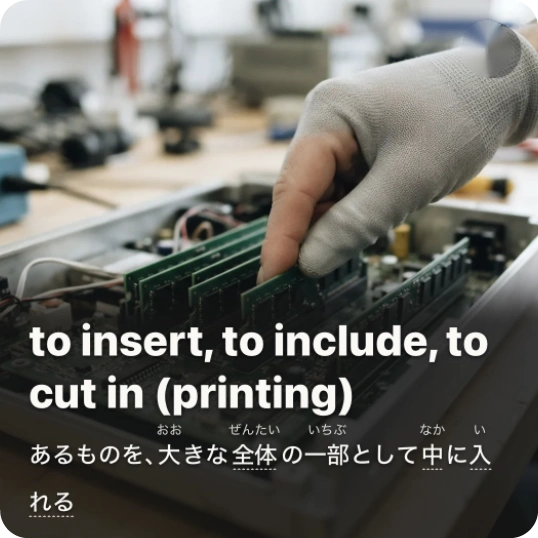 to insert, to include, to
cut in (printing)
おお ぜんたい いちぶ なか い
あるものを、大きな全体の一部として中に入
れる